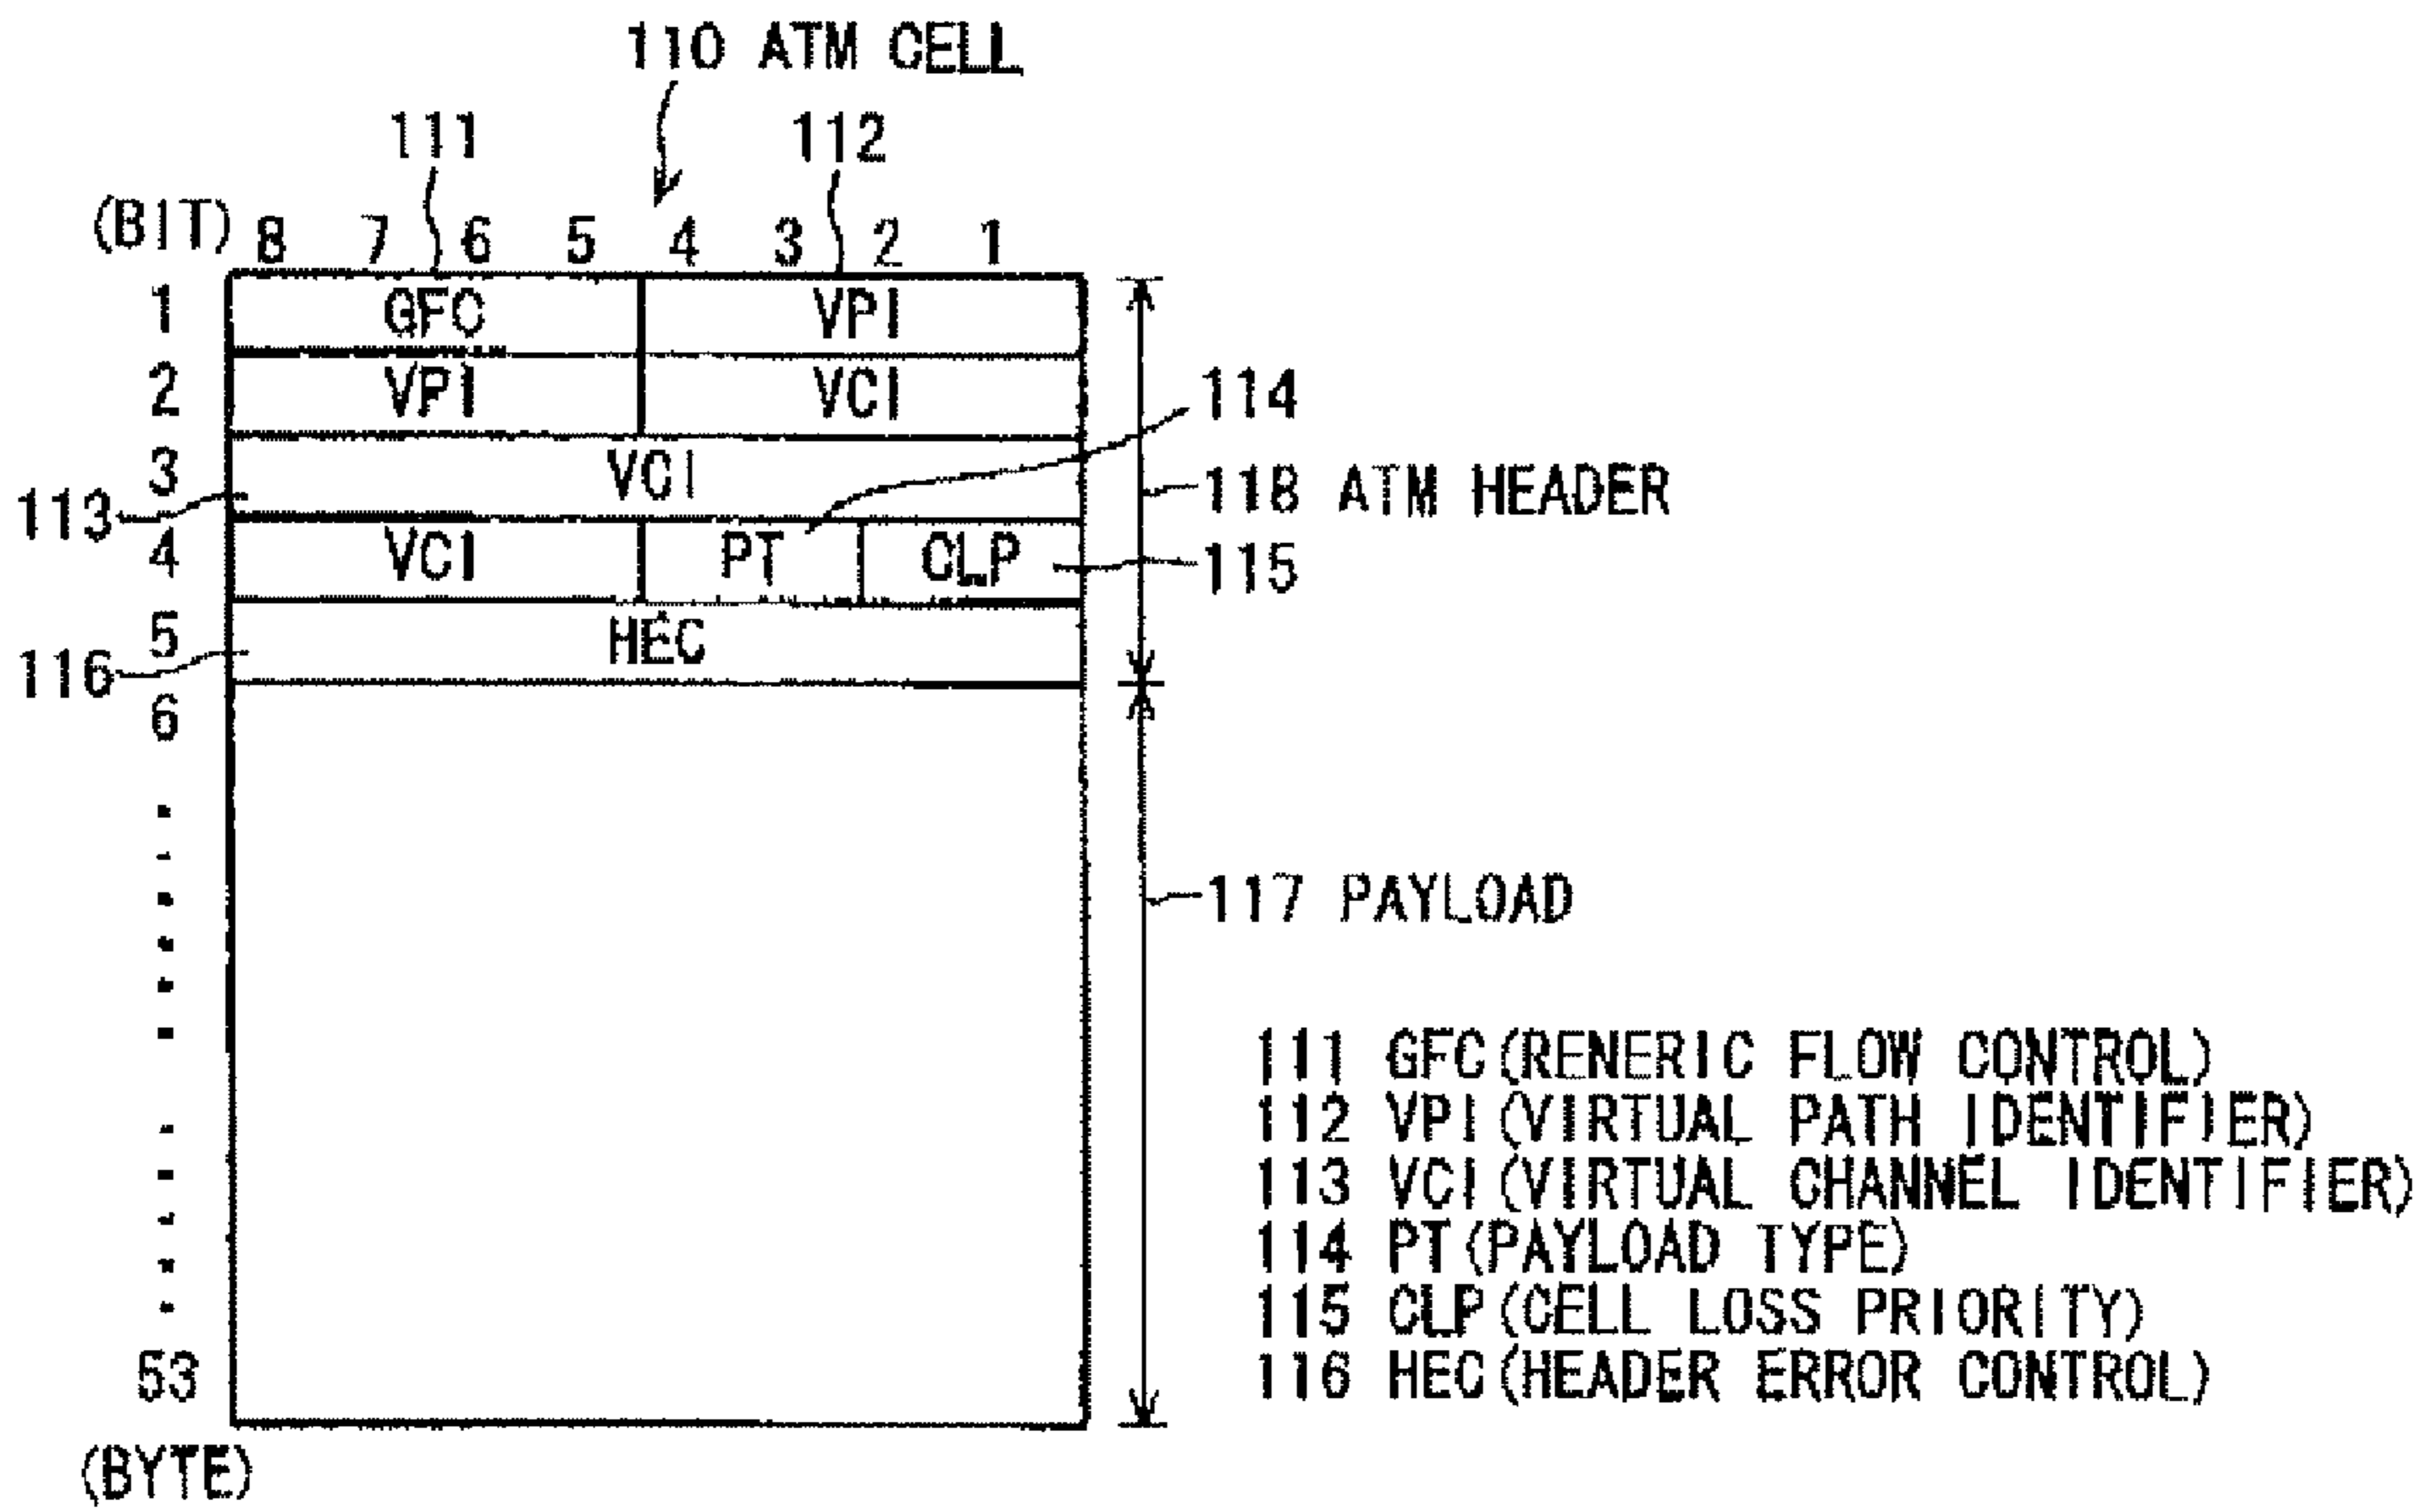 110 ATM CELL
111 112
(BIT) 8 7 6 5 4 3 2 1
1 GFC VPI
2 VPI VCI
114
3 VCI
113
118 ATM HEADER
4 VCI PT CLP
115
5 HEC
116
6
117 PAYLOAD
53
(BYTE)
111 GFC(RENERIC FLOW CONTROL)
112 VPI(VIRTUAL PATH IDENTIFIER)
113 VCI(VIRTUAL CHANNEL IDENTIFIER)
114 PT(PAYLOAD TYPE)
115 CLP(CELL LOSS PRIORITY)
116 HEC(HEADER ERROR CONTROL)